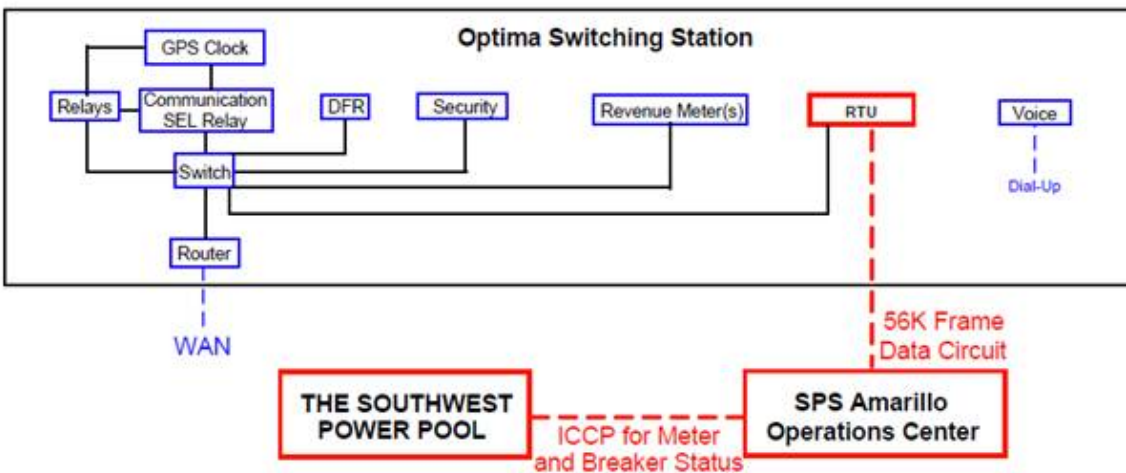 Optima Switching Station
GPS Clock
Relays
Communication
SEL Relay
DFR
Security
Revenue Meter(s)
RTU
Voice
Switch
Dial-Up
Router
WAN
56K Frame
Data Circuit
THE SOUTHWEST
POWER POOL
ICCP for Meter
and Breaker Status
SPS Amarillo
Operations Center